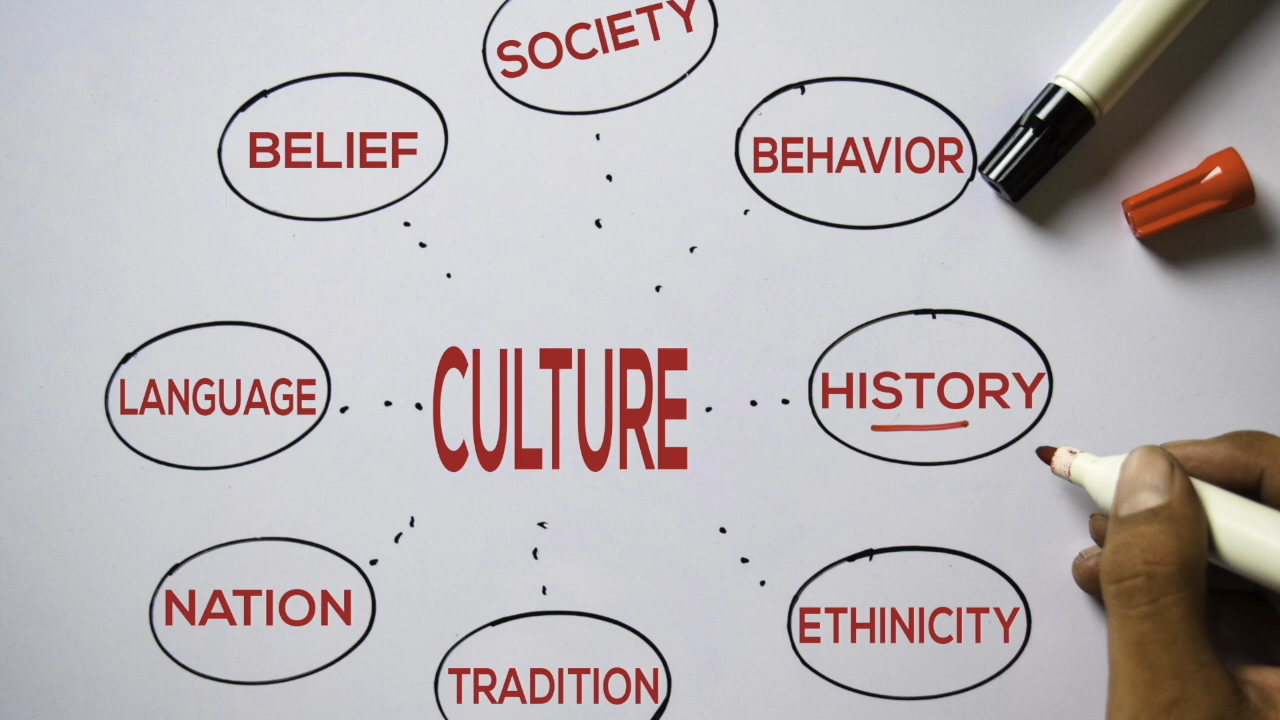 SOCIETY
BELIEF
BEHAVIOR
LANGUAGE
CULTURE
HISTORY
NATION
ETHINICITY
TRADITION